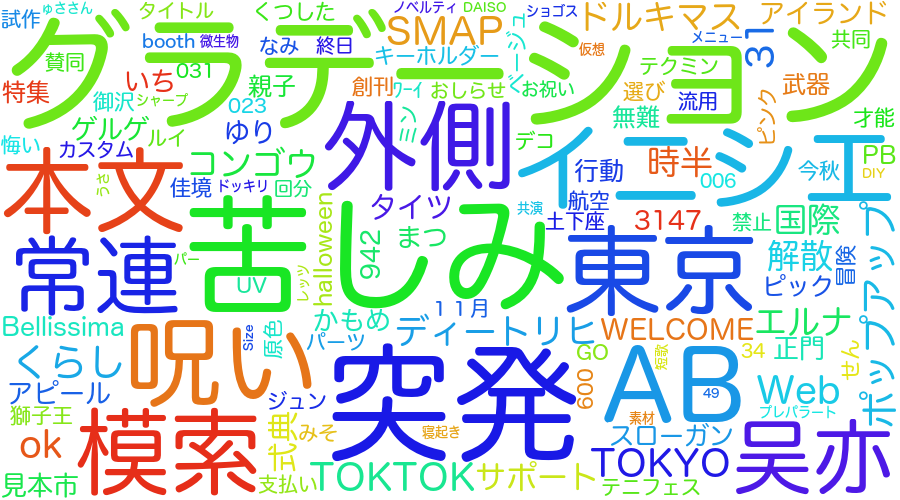 試作
ゅささん
タイトル
くつした
SMAP
ノベルティ
DAISO
ショゴス
ドルキマス
アイランド
グラデーション
booth
微生物
なみ
終日
キーホルダー
ページュ
仮想
メニュー
31
共同
賛同
031
親子
創刊
ワーイ
おしらせ
お祝い
テクミン
特集
いち
御沢
シャープ
023
選び
流用
ピンク
武器
悔い
ゲルゲ
ルイ
ゆり
ミン
外側
デコ
無難
才能
カスタム
コンゴウ
イーシエ
行動
時半
今秋
PB
DIY
本文
うさ
佳境
ドッキリ
回分
タイツ
共演
航空
006
土下座
3147
禁止
国際
苦しみ
halloween
942
まつ
東京
解散
冒険
ポップアップ
常連
パー
UV
レッツ
ピック
11月
Bellissima
呪い
Size
原色
かもめ
パーツ
ディートリヒ
WELCOME
エルナ
くらし
突発
GO
AB
短歌
34
正門
せん
アピール
ジュン
600
49
Web
プレパラート
獅子王
模索
式典
みそ
寝起き
素材
スローガン
呉亦
ok
見本市
支払い
TOKTOK
サポート
TOKYO
テニフェス